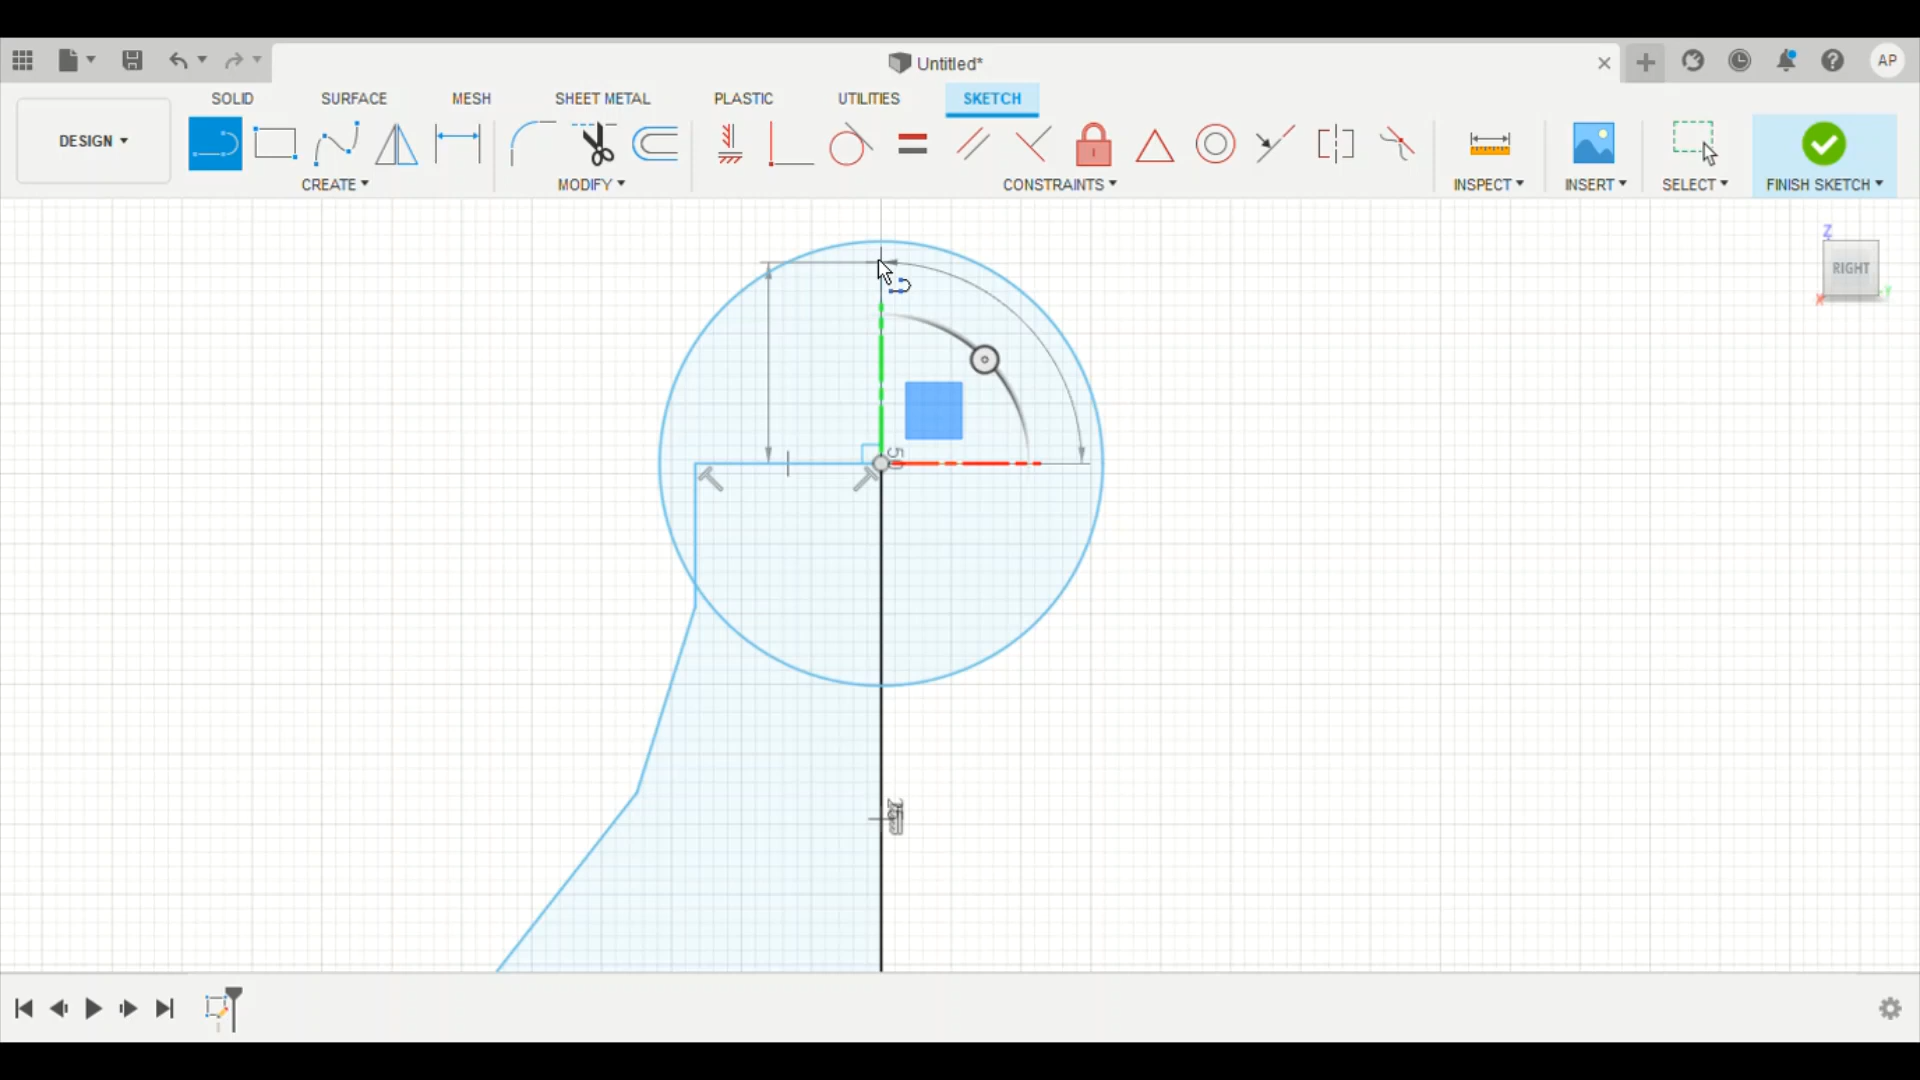 Untitled*
AP
SOLID
SURFACE
MESH
SHEET METAL
PLASTIC
UTILITIES
SKETCH
DESIGN
CREATE
MODIFY
CONSTRAINTS
INSPECT
INSERT
SELECT
FINISH SKETCH
Z
RIGHT
X
Y
50